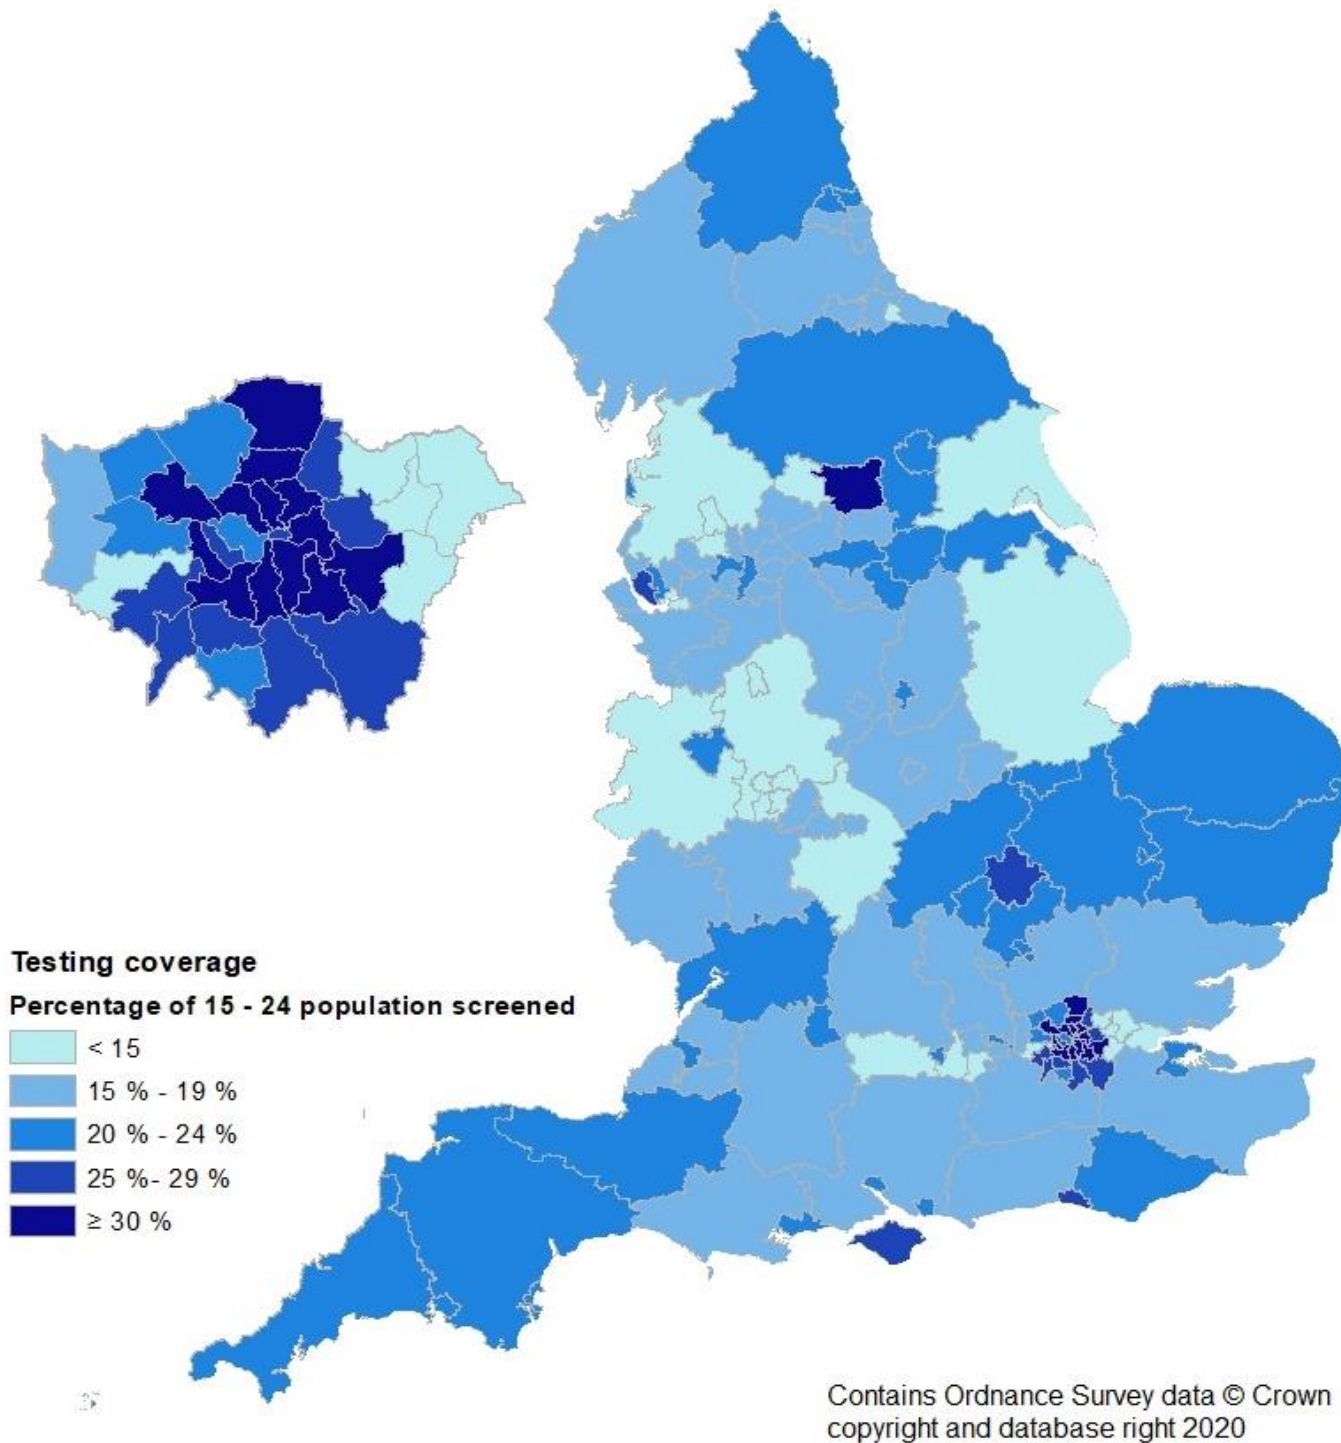 Testing coverage
Percentage of 15 - 24 population screened
< 15
15 % - 19 %
20 % - 24 %
25 %- 29 %
≥ 30 %
Contains Ordnance Survey data © Crown
copyright and database right 2020